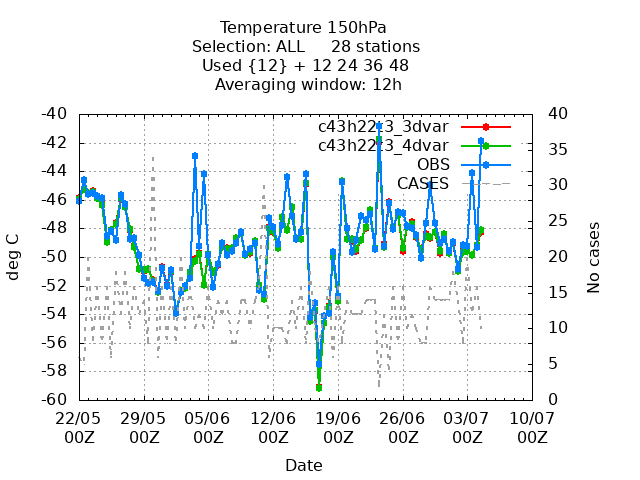 Temperature 150hPa
Selection: ALL 28 stations
Used {12} + 12 24 36 48
Averaging window: 12h
c43h22r3_3dvar
c43h22r3_4dvar
OBS
CASES
deg C
-40
-42
-44
-46
-48
-50
-52
-54
-56
-58
-60
40
35
30
25
20
15
10
5
0
No cases
22/05 29/05 05/06 12/06 19/06 26/06 03/07 10/07
00Z 00Z 00Z 00Z 00Z 00Z 00Z 00Z
Date